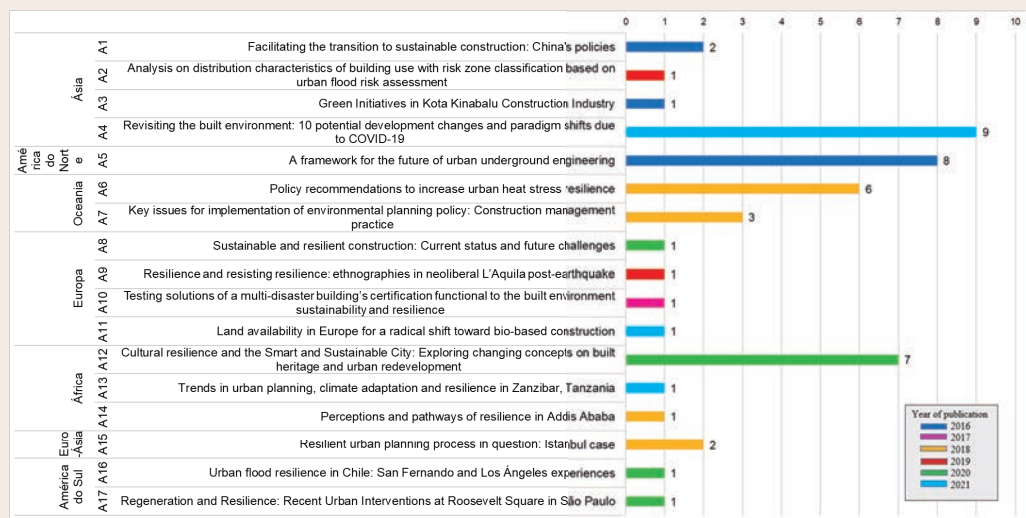 0 1 2 3 4 5 6 7 8 9 10
Ásia
A1 Facilitating the transition to sustainable construction: China's policies 2
A2 Analysis on distribution characteristics of building use with risk zone classification based on
urban flood risk assessment 1
A3 Green Initiatives in Kota Kinabalu Construction Industry 1
A4 Revisiting the built environment: 10 potential development changes and paradigm shifts due
to COVID-19 9
Amé
rica
do
Nort
e
A5 A framework for the future of urban underground engineering 8
Oceania
A6 Policy recommendations to increase urban heat stress resilience 6
A7 Key issues for implementation of environmental planning policy: Construction management
practice 3
Europa
A8 Sustainable and resilient construction: Current status and future challenges 1
A9 Resilience and resisting resilience: ethnographies in neoliberal L'Aquila post-earthquake 1
A10 Testing solutions of a multi-disaster building's certification functional to the built environment
sustainability and resilience 1
A11 Land availability in Europe for a radical shift toward bio-based construction 1
África
A12 Cultural resilience and the Smart and Sustainable City: Exploring changing concepts on built
heritage and urban redevelopment 7
A13 Trends in urban planning, climate adaptation and resilience in Zanzibar, Tanzania 1
A14 Perceptions and pathways of resilience in Addis Ababa 1
Euro
-Ásia
A15 Resilient urban planning process in question: Istanbul case 2
América
do Sul
A16 Urban flood resilience in Chile: San Fernando and Los Ángeles experiences 1
A17 Regeneration and Resilience: Recent Urban Interventions at Roosevelt Square in São Paulo 1
Year of publication
2016
2017
2018
2019
2020
2021